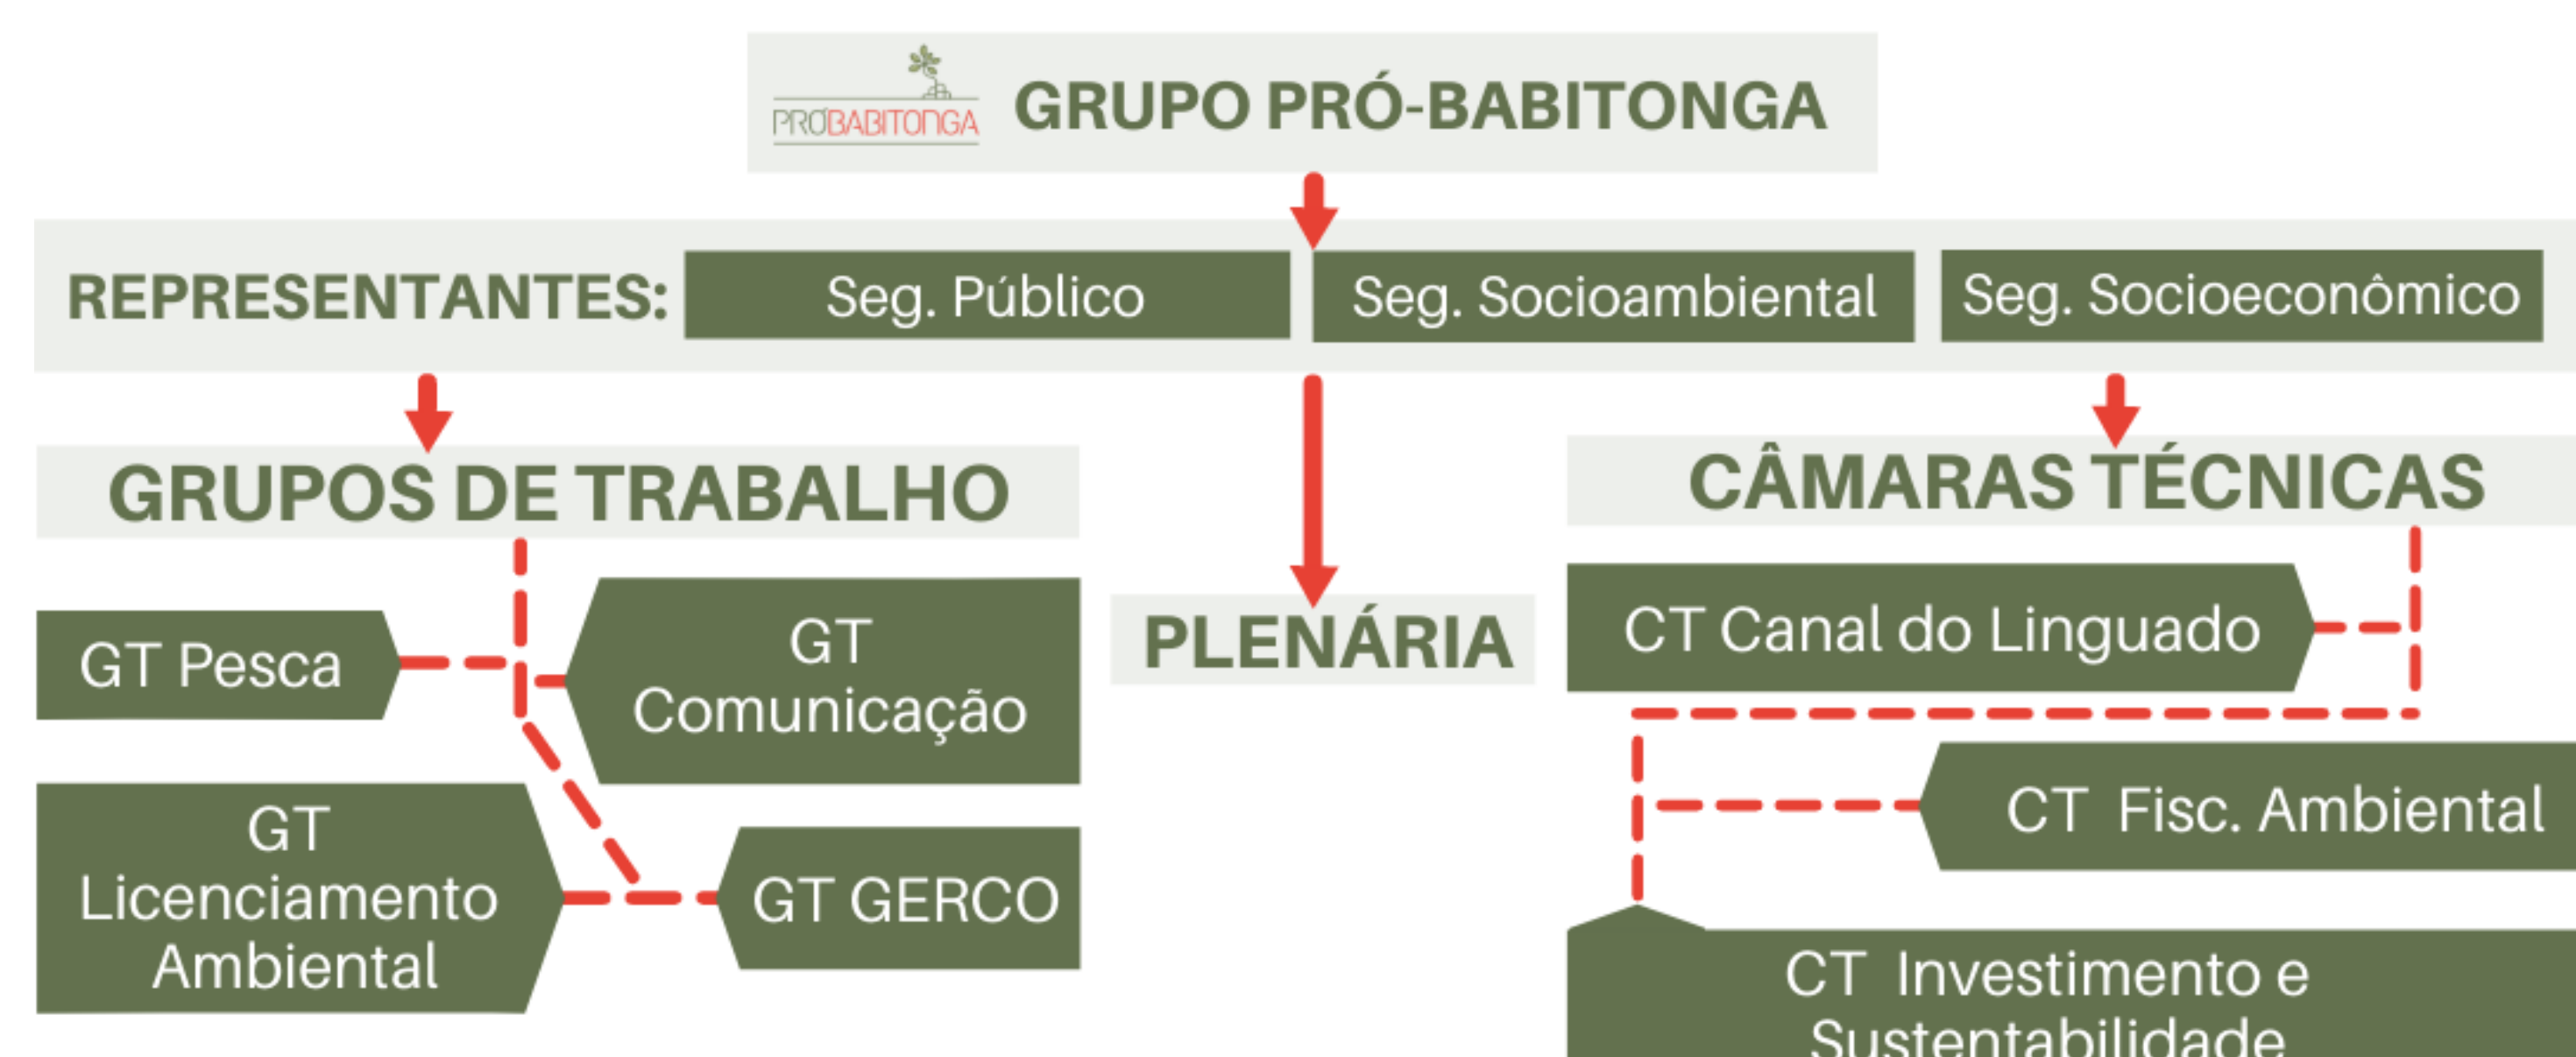 PRÓBABITONGA
GRUPO PRÓ-BABITONGA
REPRESENTANTES:
Seg. Público
Seg. Socioambiental
Seg. Socioeconômico
GRUPOS DE TRABALHO
GT Pesca
GT
Comunicação
GT
Licenciamento
Ambiental
GT GERCO
PLENÁRIA
CÂMARAS TÉCNICAS
CT Canal do Linguado
CT Fisc. Ambiental
CT Investimento e
Sustentabilidade